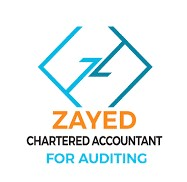 ZAYED
CHARTERED ACCOUNTANT
FOR AUDITING